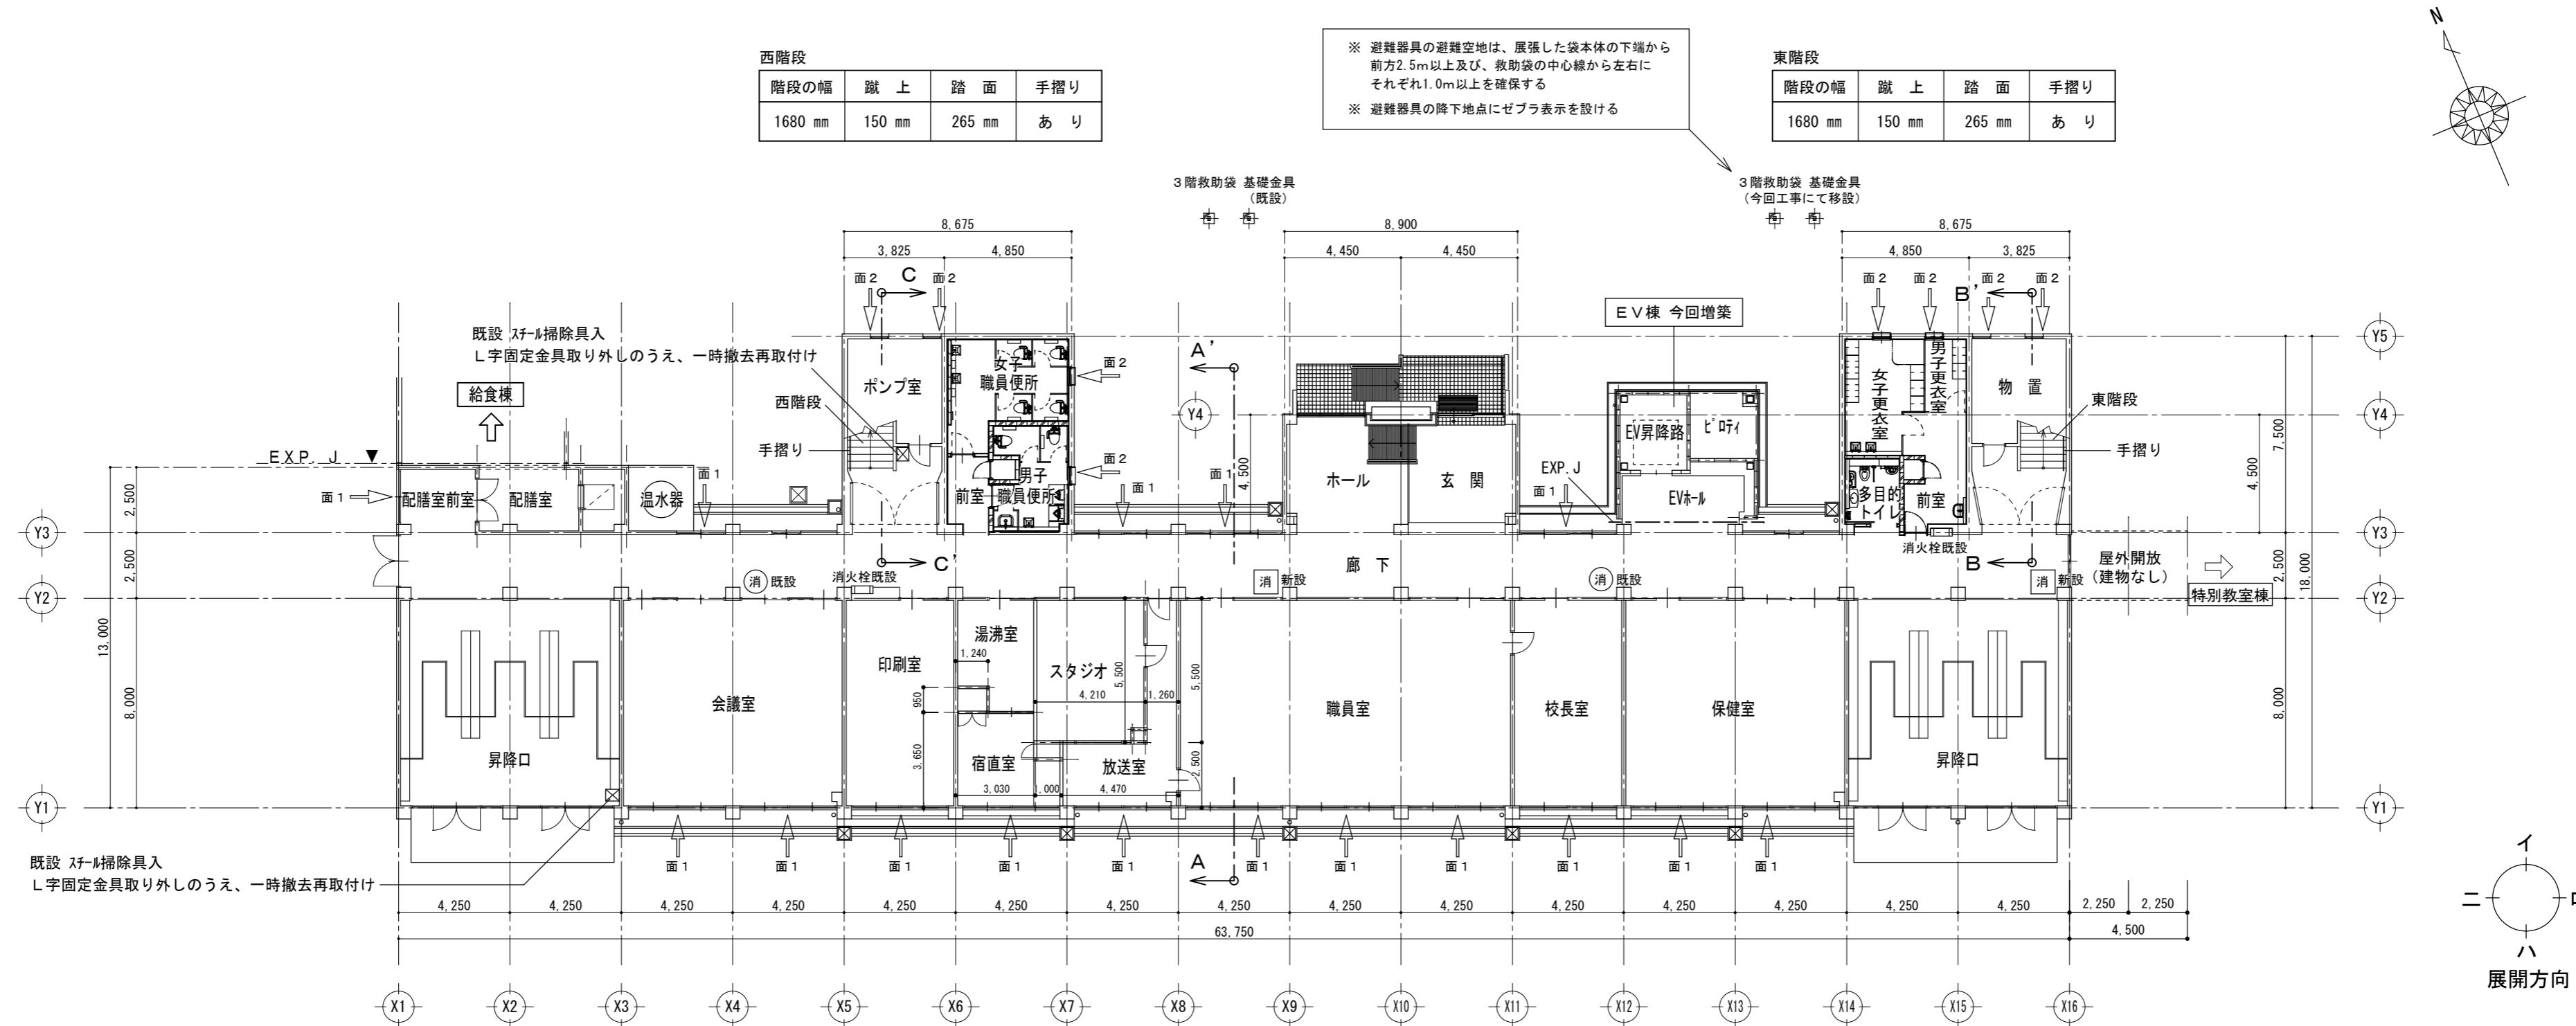 N
西階段
階段の幅 蹴 上 踏 面 手摺り
1680 mm 150 mm 265 mm あ り
※ 避難器具の避難空地は、展張した袋本体の下端から
前方2.5m以上及び、救助袋の中心線から左右に
それぞれ1.0m以上を確保する
※ 避難器具の降下地点にゼブラ表示を設ける
東階段
階段の幅 蹴 上 踏 面 手摺り
1680 mm 150 mm 265 mm あ り
3階救助袋 基礎金具
(既設)
3階救助袋 基礎金具
(今回工事にて移設)
8,675 8,900 8,675
3,825 4,850 4,450 4,450 4,850 3,825
面2 C 面2 面2 面2 B' 面2 面2
EV棟 今回増築
既設 スチール掃除具入
L字固定金具取り外しのうえ、一時撤去再取付け
Y5
A'
面2
女子
職員便所
ポンプ室
給食棟
西階段
女子更衣室
男子更衣室
物 置
東階段
Y4
Y4
EV昇降路
ピロティ
手摺り
手摺り
EXP. J
面2
7,500
4,500
4,500
面1
配膳室前室
配膳室
温水器
面1
前室
男子
職員便所
面1
面1
ホール
玄 関
面1
EXP.J
EVホール
多目的
トイレ
前室
2,500
Y3
Y3
消火栓既設
C'
廊 下
B
屋外開放
(建物なし)
特別教室棟
2,500
2,500
18,000
消 既設
消火栓既設
消 新設
消 既設
消 新設
Y2
Y2
13,000
8,000
8,000
湯沸室
1,240
印刷室
スタジオ
5,500
5,500
4,210
1,260
950
会議室
職員室
校長室
保健室
3,650
昇降口
宿直室
放送室
2,500
昇降口
3,030
1,000
4,470
Y1
Y1
既設 スチール掃除具入
L字固定金具取り外しのうえ、一時撤去再取付け
面1 面1 面1 面1 面1 A 面1 面1 面1 面1 面1 面1
4,250 4,250 4,250 4,250 4,250 4,250 4,250 4,250 4,250 4,250 4,250 4,250 4,250 4,250 4,250 2,250 2,250
63,750 4,500
イ
ニ ロ
ハ
展開方向
X1 X2 X3 X4 X5 X6 X7 X8 X9 X10 X11 X12 X13 X14 X15 X16